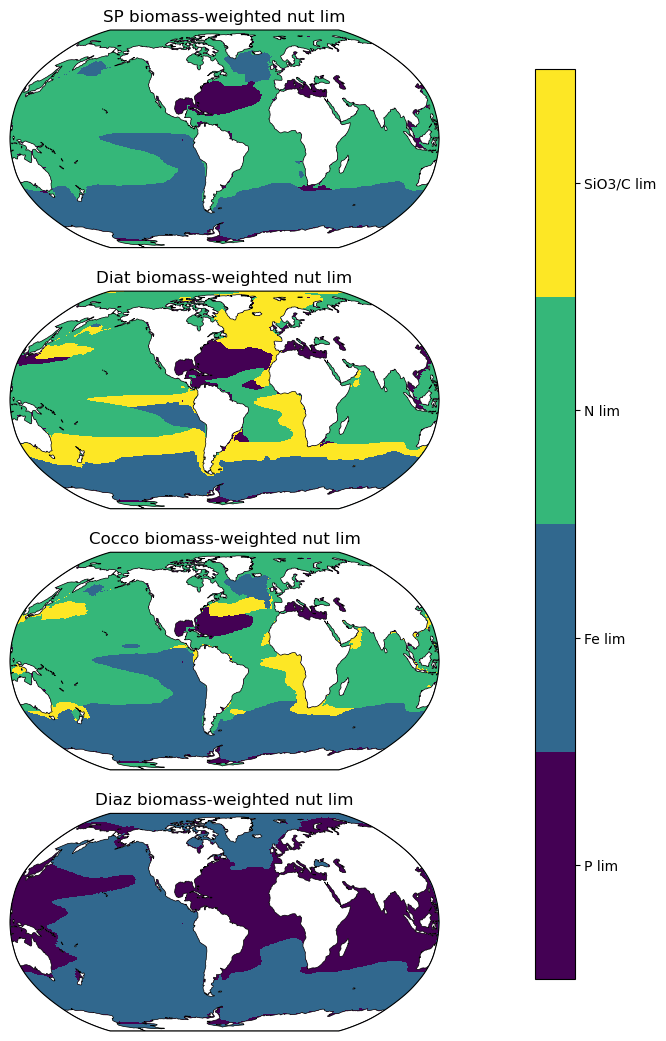 SP biomass-weighted nut lim
Diat biomass-weighted nut lim
Cocco biomass-weighted nut lim
Diaz biomass-weighted nut lim
SiO3/C lim
N lim
Fe lim
P lim